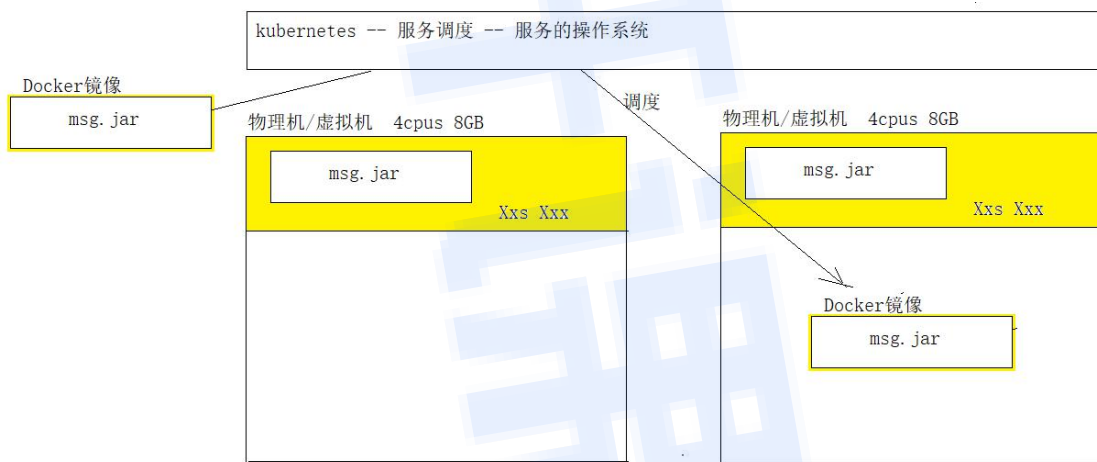 kubernetes -- 服务调度 -- 服务的操作系统
Docker镜像
msg.jar
调度
物理机/虚拟机 4cpus 8GB
msg.jar
Xxs Xxx
物理机/虚拟机 4cpus 8GB
msg.jar
Xxs Xxx
Docker镜像
msg.jar